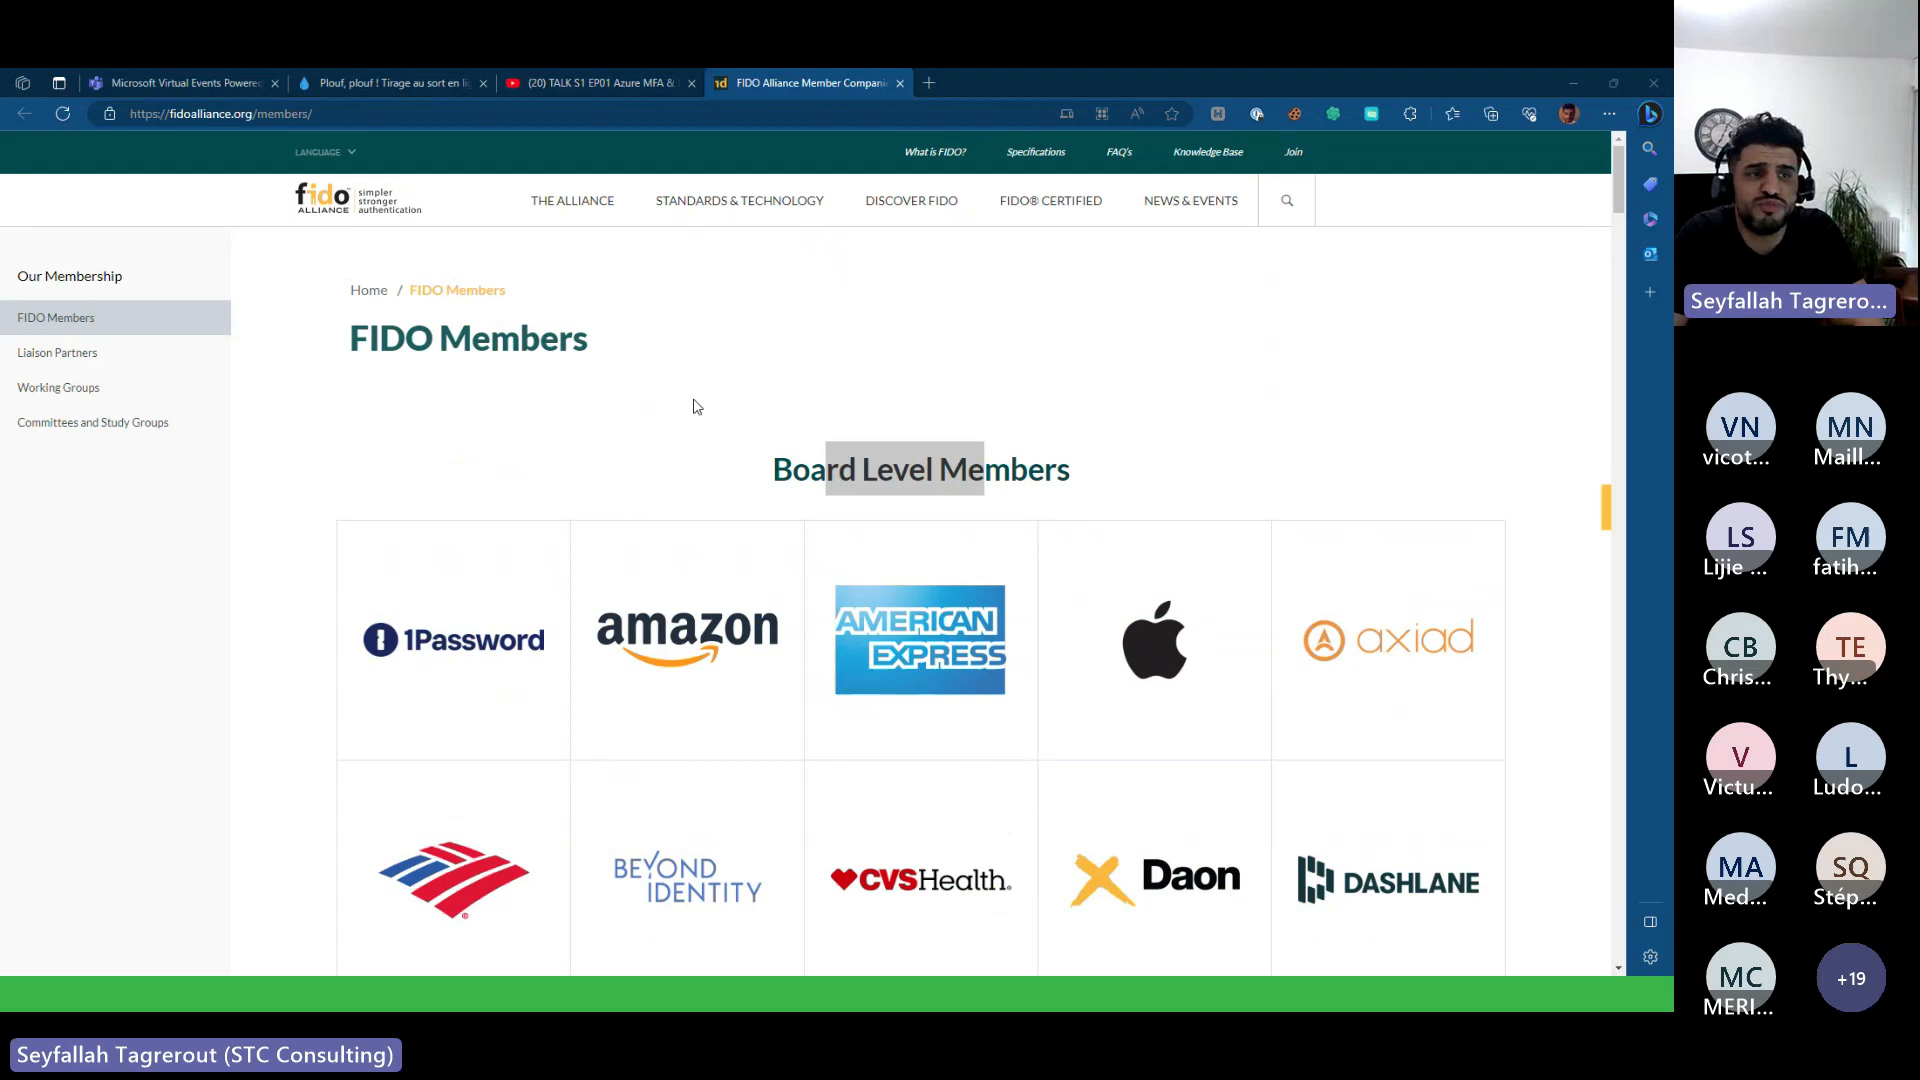 Microsoft Virtual Events Powere
Plouf, plouf ! Tirage au sort en lig
(20) TALK S1 EP01 Azure MFA &
FIDO Alliance Member Compani
https://fidoalliance.org/members/
LANGUAGE
What is FIDO?
Specifications
FAQ's
Knowledge Base
Join
fido
ALLIANCE
simpler
stronger
authentication
THE ALLIANCE
STANDARDS & TECHNOLOGY
DISCOVER FIDO
FIDO® CERTIFIED
NEWS & EVENTS
Our Membership
FIDO Members
Liaison Partners
Working Groups
Committees and Study Groups
Home / FIDO Members
FIDO Members
Board Level Members
1Password
amazon
AMERICAN
EXPRESS
axiad
BEYOND
IDENTITY
CVSHealth.
Daon
DASHLANE
Seyfallah Tagrero...
VN
vicot...
MN
Maill...
LS
Lijie ...
FM
fatih...
CB
Chris...
TE
Thy...
V
Victu...
L
Ludo...
MA
Med...
SQ
Stép...
MC
MERI...
+19
Seyfallah Tagrerout (STC Consulting)